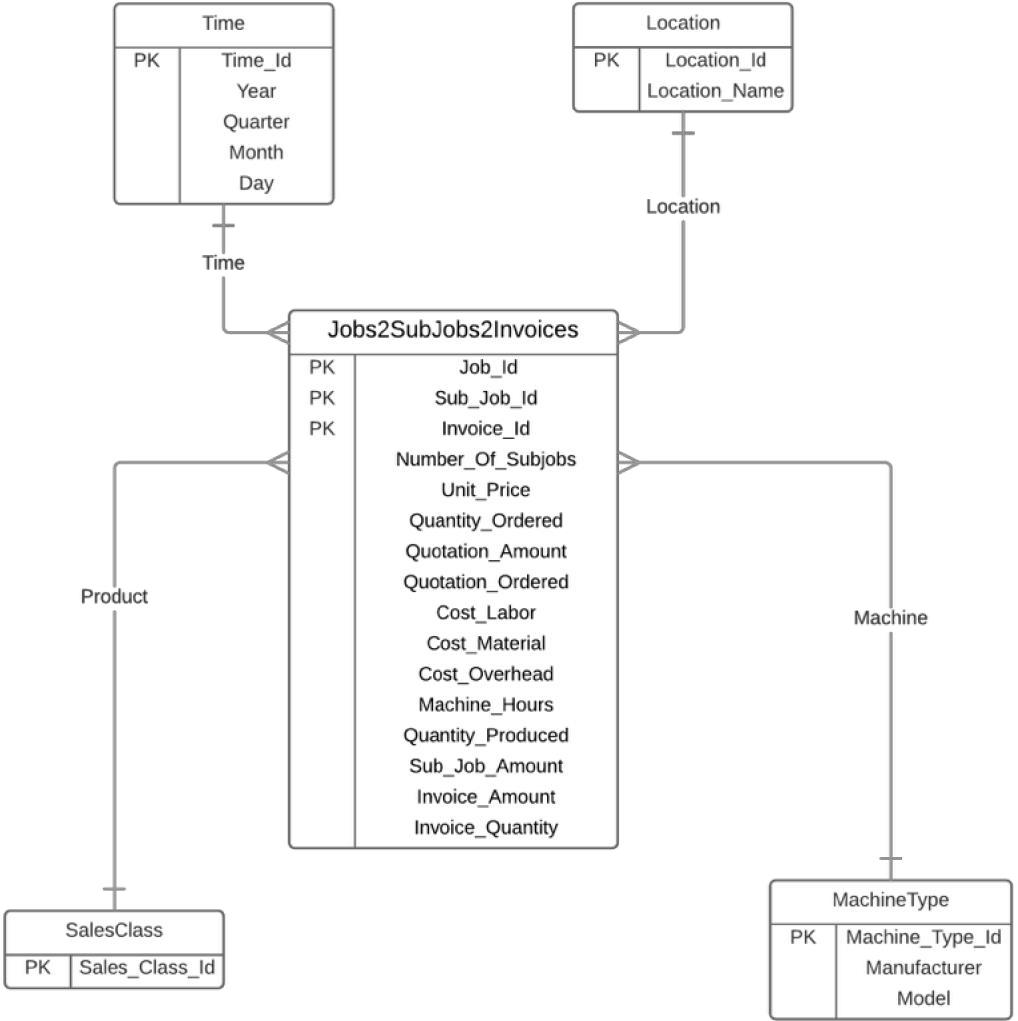 Time
PK Time_Id
Year
Quarter
Month
Day
Location
PK Location_Id
Location_Name
Time
Location
Jobs2SubJobs2Invoices
PK Job_Id
PK Sub_Job_Id
PK Invoice_Id
Number_Of_Subjobs
Unit_Price
Quantity_Ordered
Quotation_Amount
Quotation_Ordered
Cost_Labor
Cost_Material
Cost_Overhead
Machine_Hours
Quantity_Produced
Sub_Job_Amount
Invoice_Amount
Invoice_Quantity
Product
Machine
SalesClass
PK Sales_Class_Id
MachineType
PK Machine_Type_Id
Manufacturer
Model